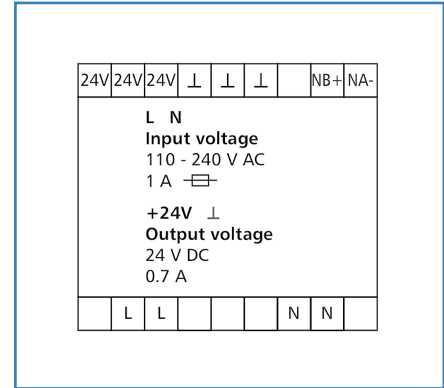 24V 24V 24V ⊥ ⊥ ⊥ NB+ NA-
L N
Input voltage
110 - 240 V AC
1 A
+24V ⊥
Output voltage
24 V DC
0.7 A
L L N N